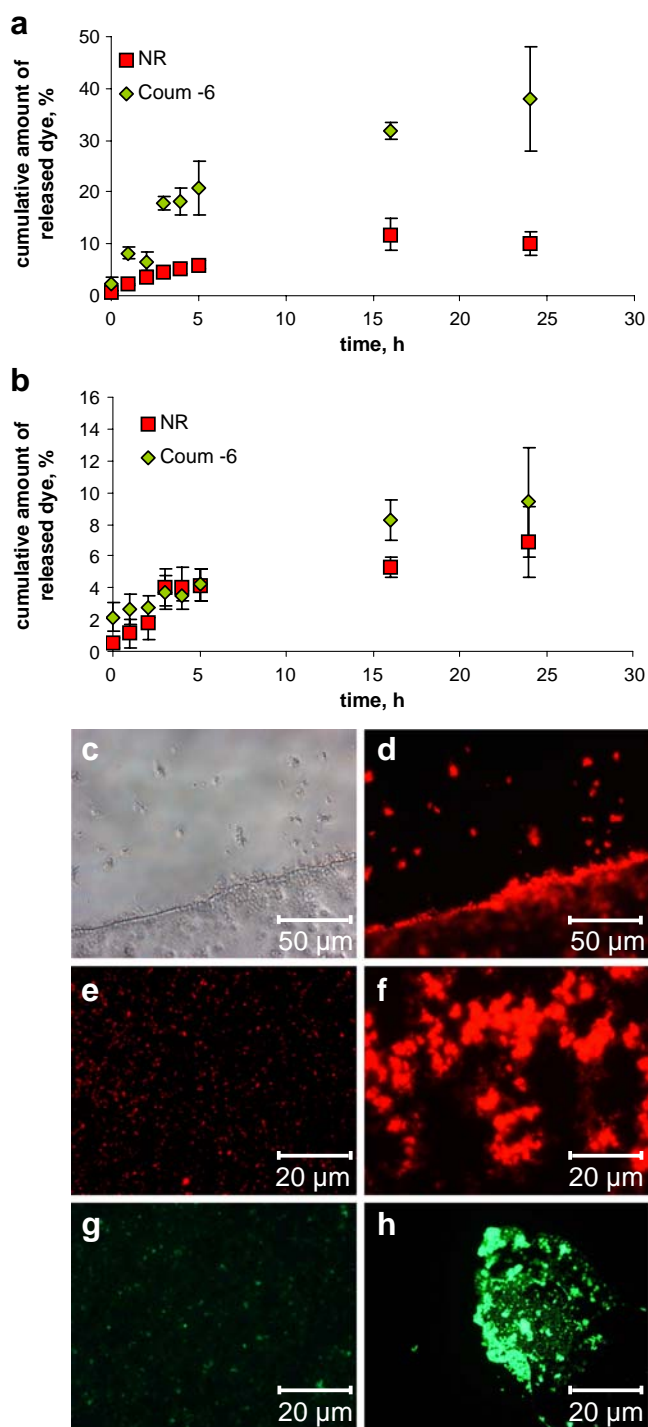 a
cumulative amount of
released dye, %
50
40
30
20
10
0
NR
Coum -6
0 5 10 15 20 25 30
time, h
b
cumulative amount of
released dye, %
16
14
12
10
8
6
4
2
0
NR
Coum -6
0 5 10 15 20 25 30
time, h
c
50 µm
d
50 µm
e
20 µm
f
20 µm
g
20 µm
h
20 µm